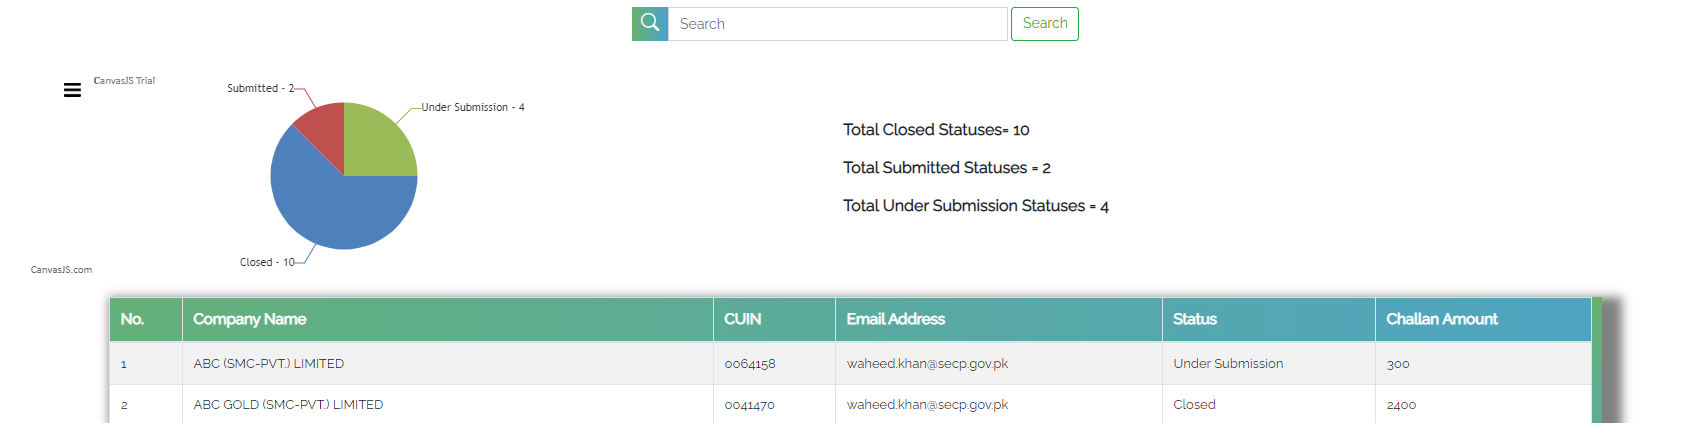 Search Search
CanvasJS Trial
Submitted - 2
Under Submission - 4
Closed - 10
CanvasJS.com
Total Closed Statuses= 10
Total Submitted Statuses = 2
Total Under Submission Statuses = 4
No. Company Name CUIN Email Address Status Challan Amount
1 ABC (SMC-PVT.) LIMITED 0064158 waheed.khan@secp.gov.pk Under Submission 300
2 ABC GOLD (SMC-PVT.) LIMITED 0041470 waheed.khan@secp.gov.pk Closed 2400